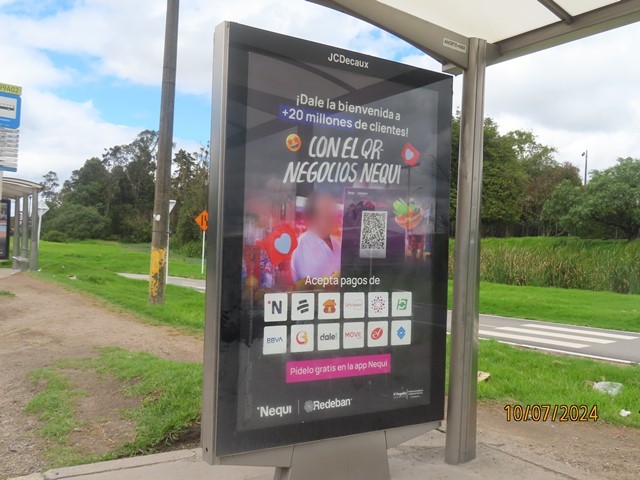 JCDecaux
¡Dale la bienvenida a
+20 millones de clientes!
CON EL QR
NEGOCIOS NEQUI
Acepta pagos de
N
BBVA
dale!
MOVii
Pídelo gratis en la app Nequi
Nequi
Redeban
10/07/2024